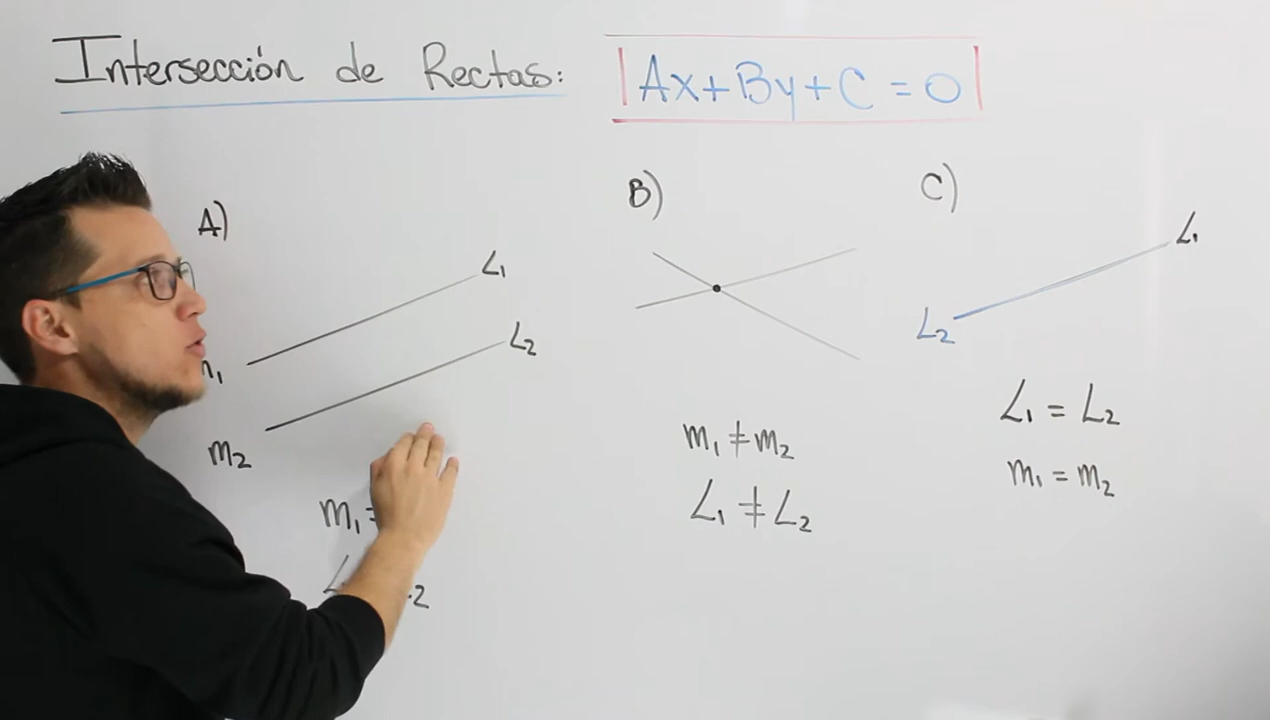 Intersección de Rectas: Ax+By+C=0
A)
L₁
L₂
m₂
m₁
B)
m₁≠m₂
L₁≠L₂
C)
L₁
L₂
L₁=L₂
m₁=m₂